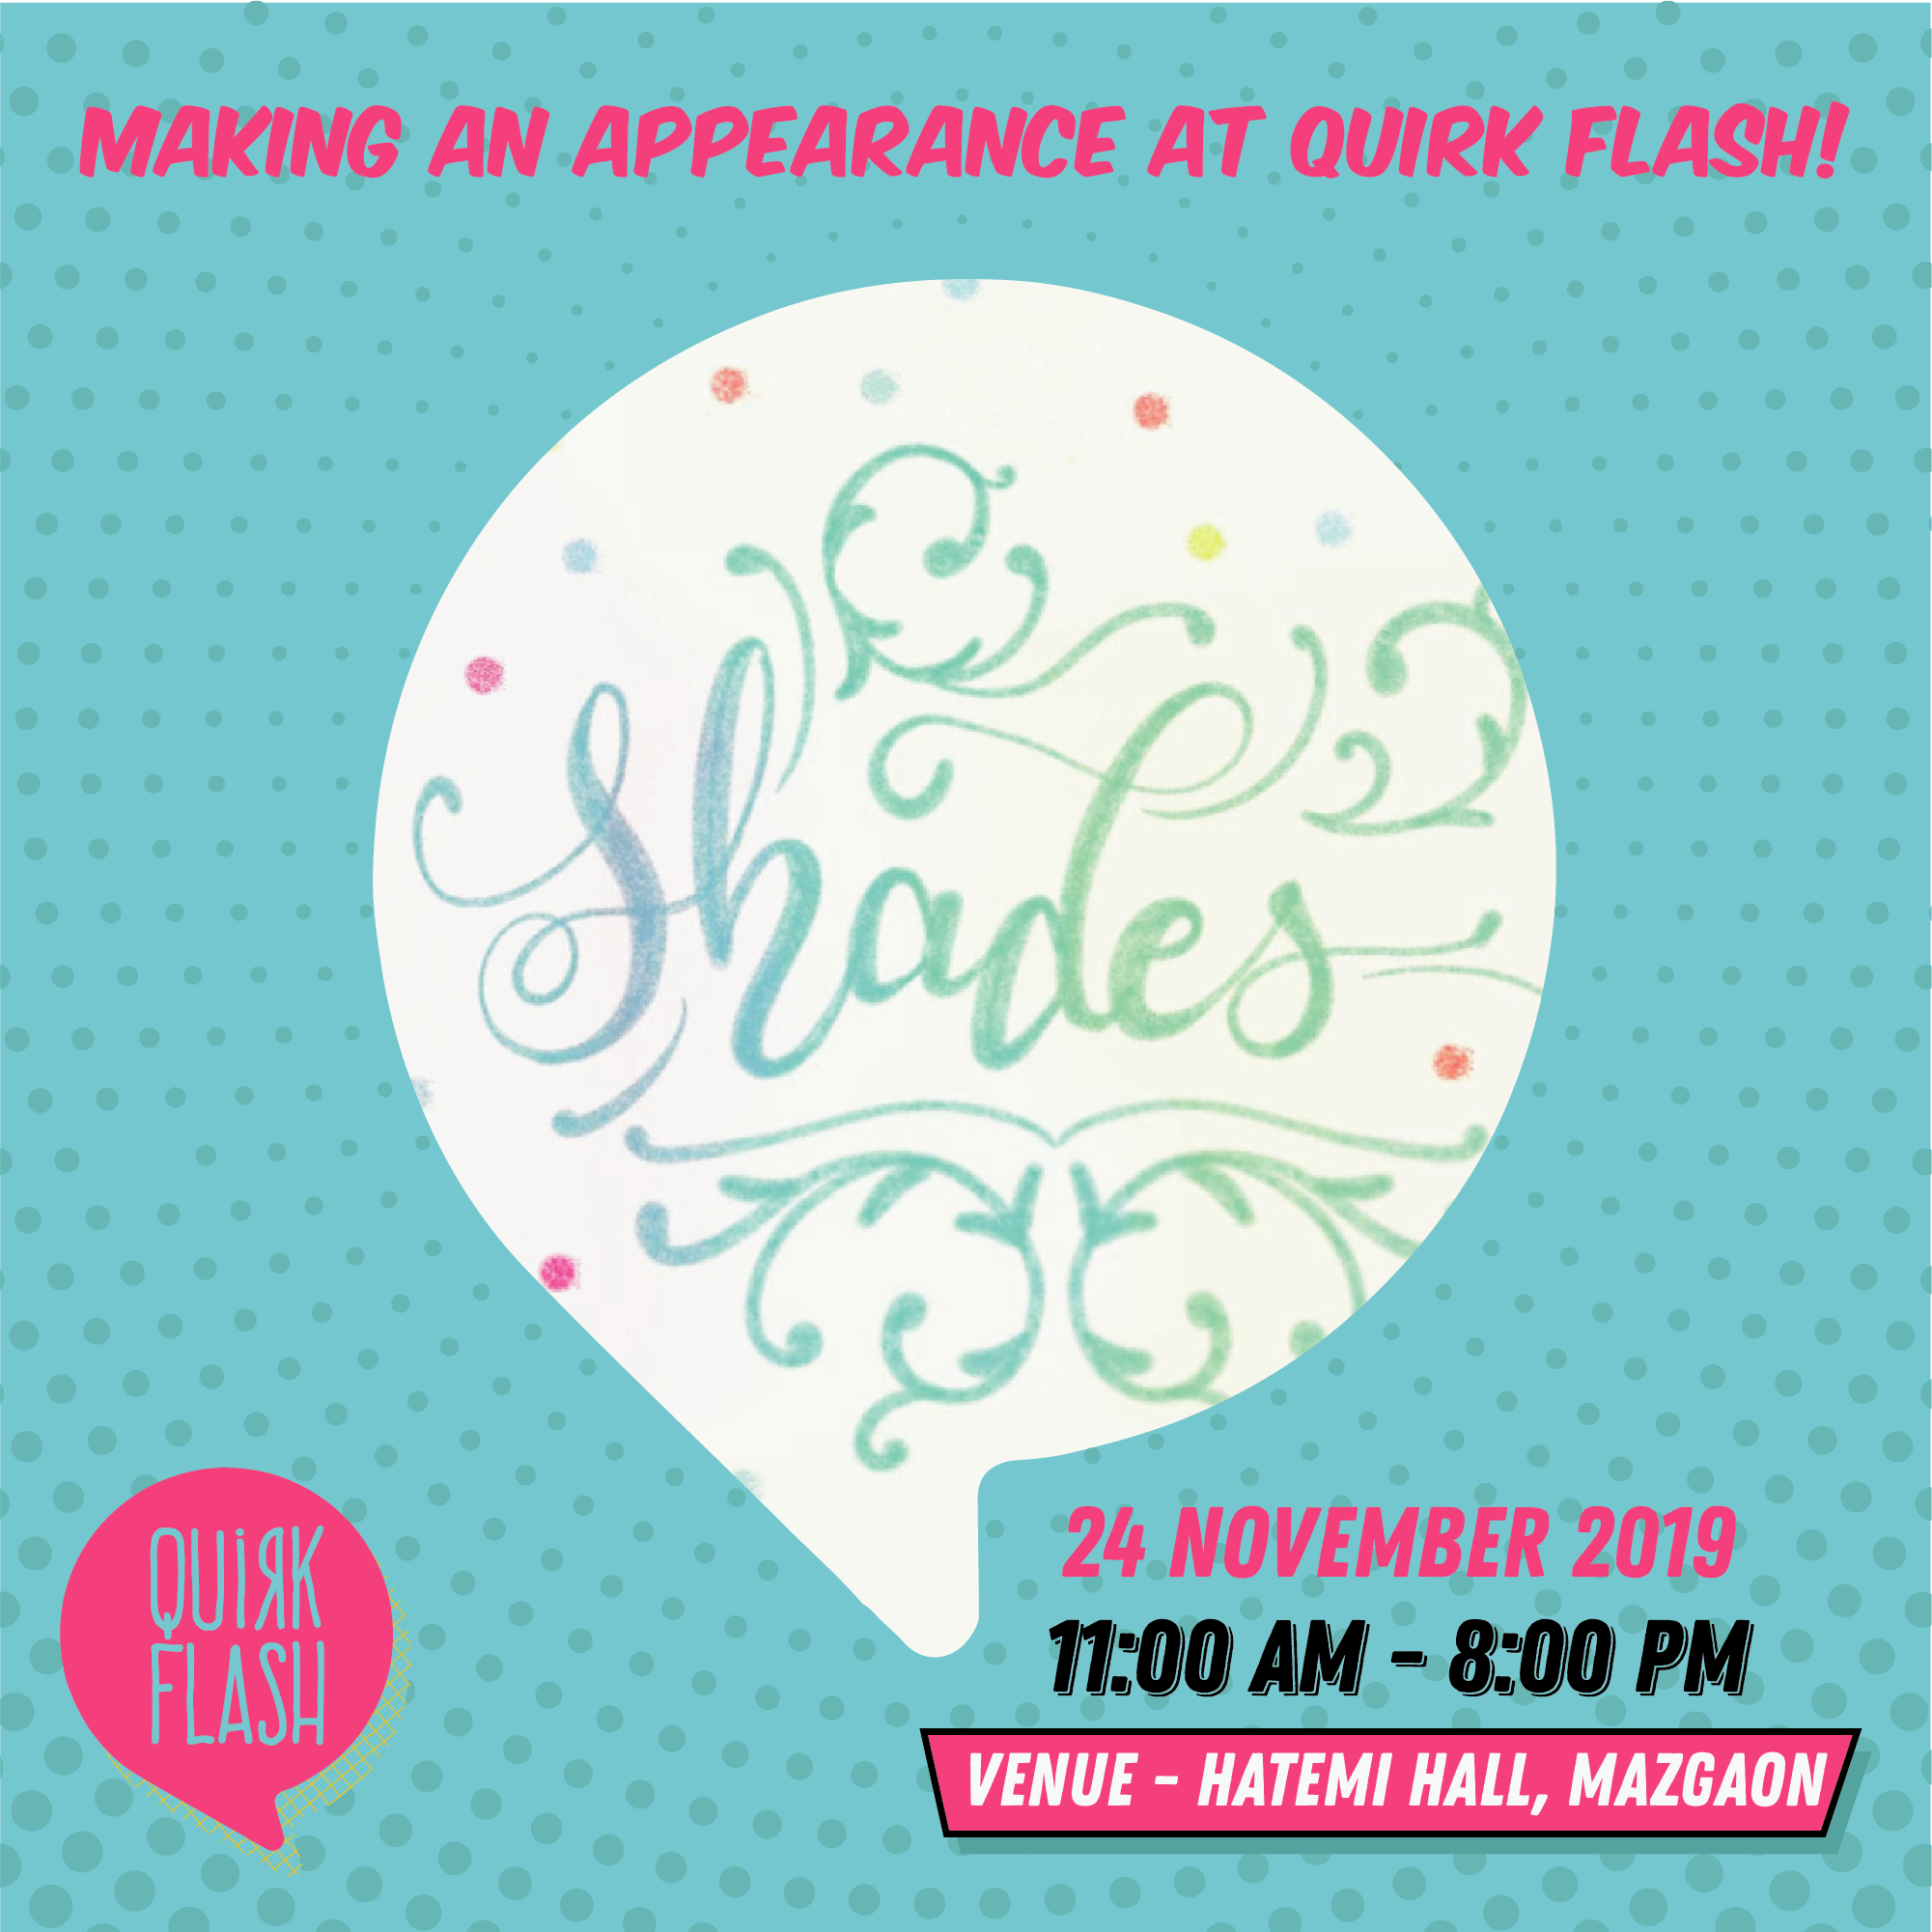 MAKING AN APPEARANCE AT QUIRK FLASH!
Shades
QUiRK
FLASH
24 NOVEMBER 2019
11:00 AM - 8:00 PM
VENUE - HATEMI HALL, MAZGAON